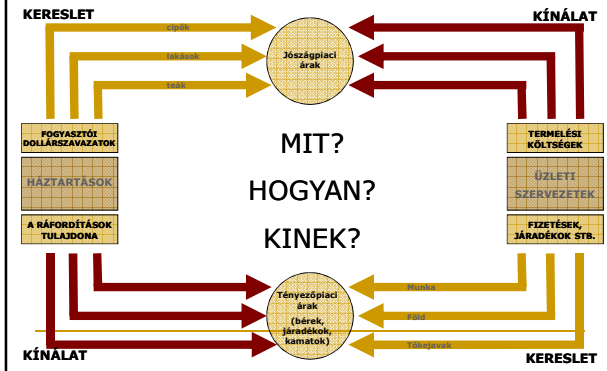 KERESLET
KÍNÁLAT
cipők
lakások
teák
Jószágpiaci
árak
FOGYASZTÓI
DOLLÁRSZAVAZATOK
TERMELÉSI
KÖLTSÉGEK
MIT?
HÁZTARTÁSOK
HOGYAN?
ÜZLETI
SZERVEZETEK
A RÁFORDÍTÁSOK
TULAJDONA
KINEK?
FIZETÉSEK,
JÁRADÉKOK STB.
Tényezőpiaci
árak
(bérek,
járadékok,
kamatok)
Munka
Föld
Tőkejavak
KÍNÁLAT
KERESLET